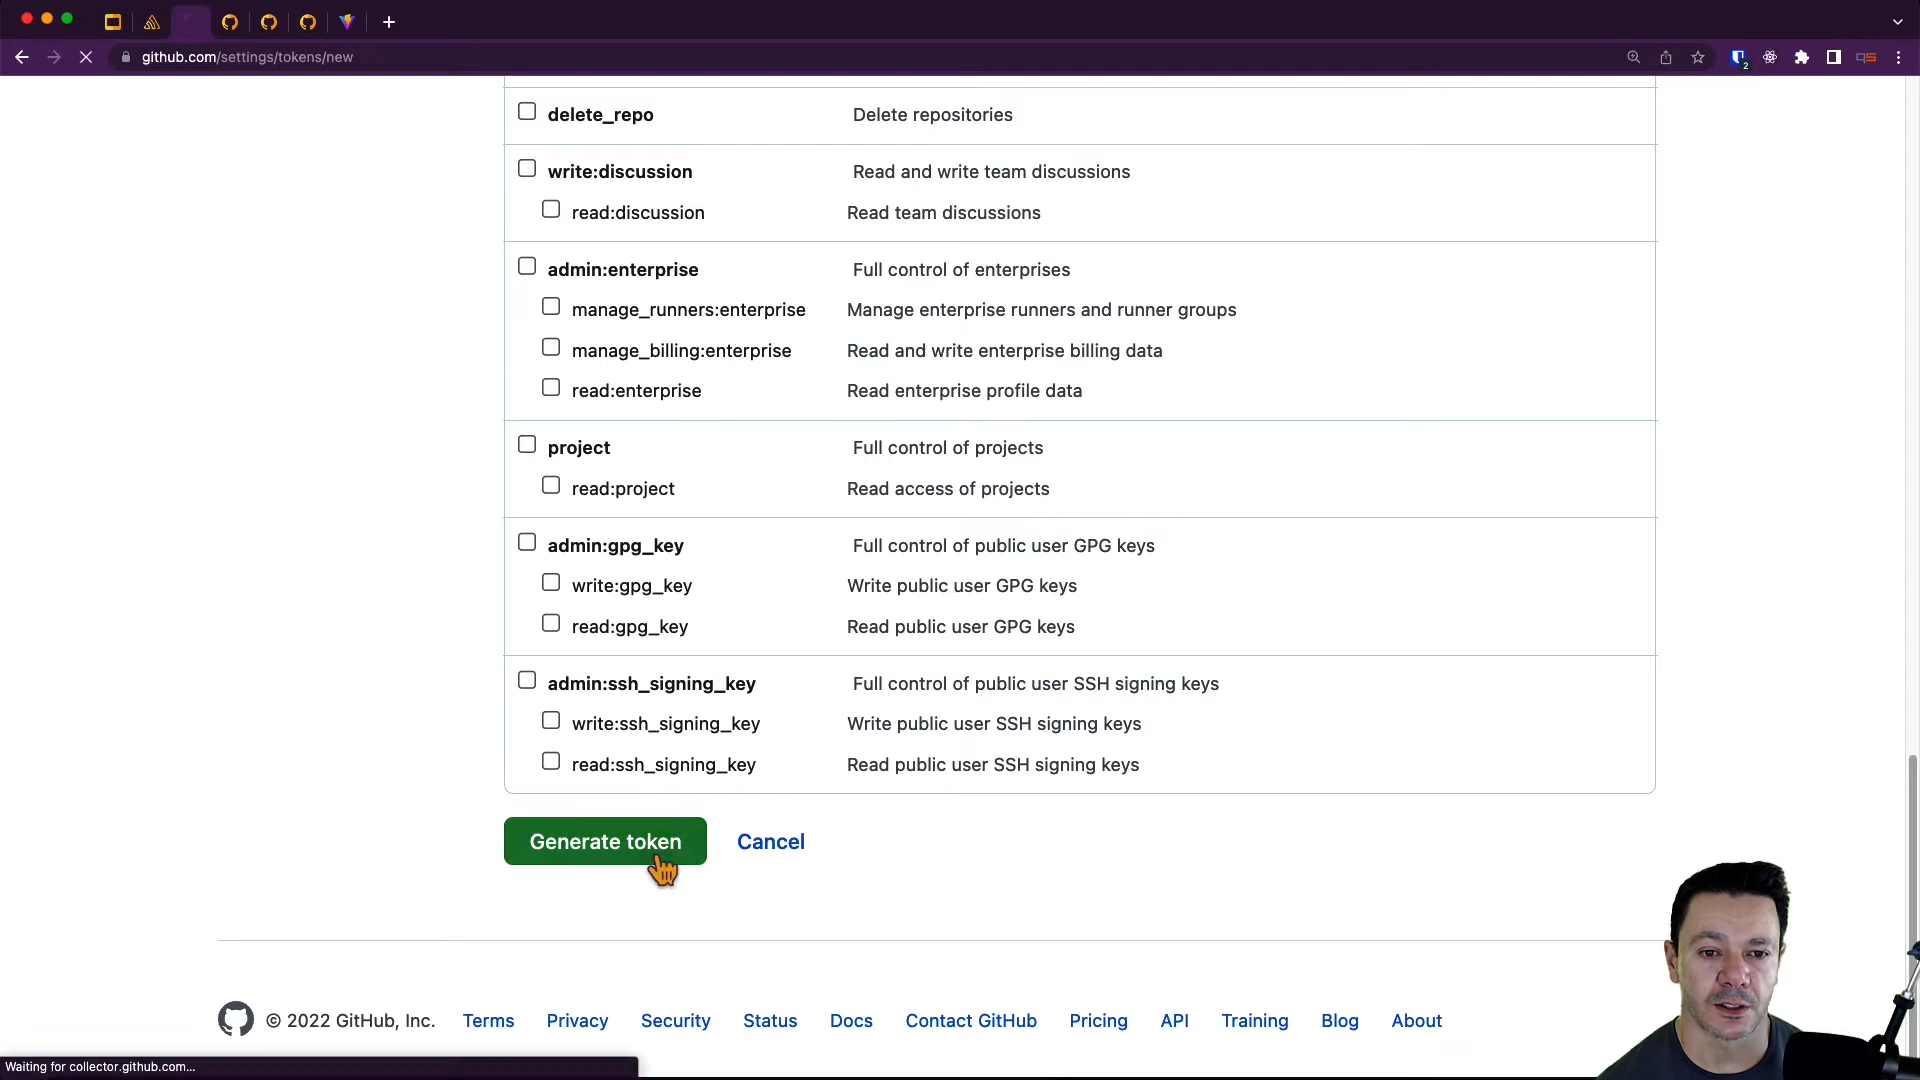 github.com/settings/tokens/new
2
delete_repo Delete repositories
write:discussion Read and write team discussions
read:discussion Read team discussions
admin:enterprise Full control of enterprises
manage_runners:enterprise Manage enterprise runners and runner groups
manage_billing:enterprise Read and write enterprise billing data
read:enterprise Read enterprise profile data
project Full control of projects
read:project Read access of projects
admin:gpg_key Full control of public user GPG keys
write:gpg_key Write public user GPG keys
read:gpg_key Read public user GPG keys
admin:ssh_signing_key Full control of public user SSH signing keys
write:ssh_signing_key Write public user SSH signing keys
read:ssh_signing_key Read public user SSH signing keys
Generate token Cancel
© 2022 GitHub, Inc. Terms Privacy Security Status Docs Contact GitHub Pricing API Training Blog About
Waiting for collector.github.com...